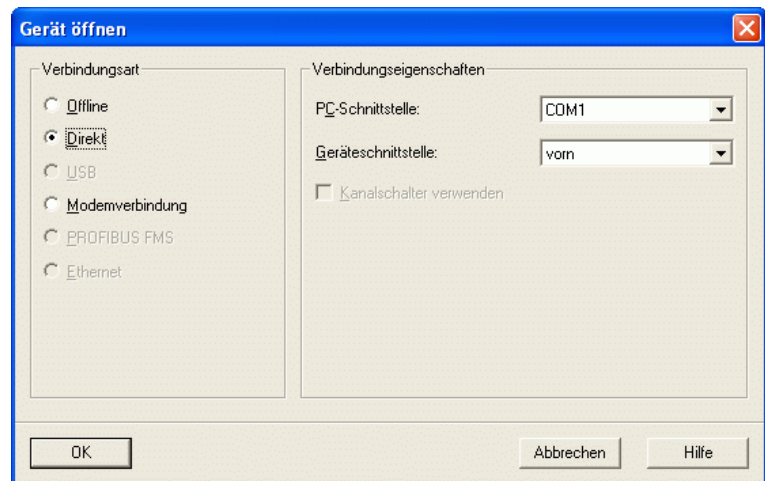 Gerät öffnen
Verbindungsart
Offline
Direkt
USB
Modemverbindung
PROFIBUS FMS
Ethernet
Verbindungseigenschaften
PC-Schnittstelle: COM1
Geräteschnittstelle: vorn
Kanalschalter verwenden
OK Abbrechen Hilfe